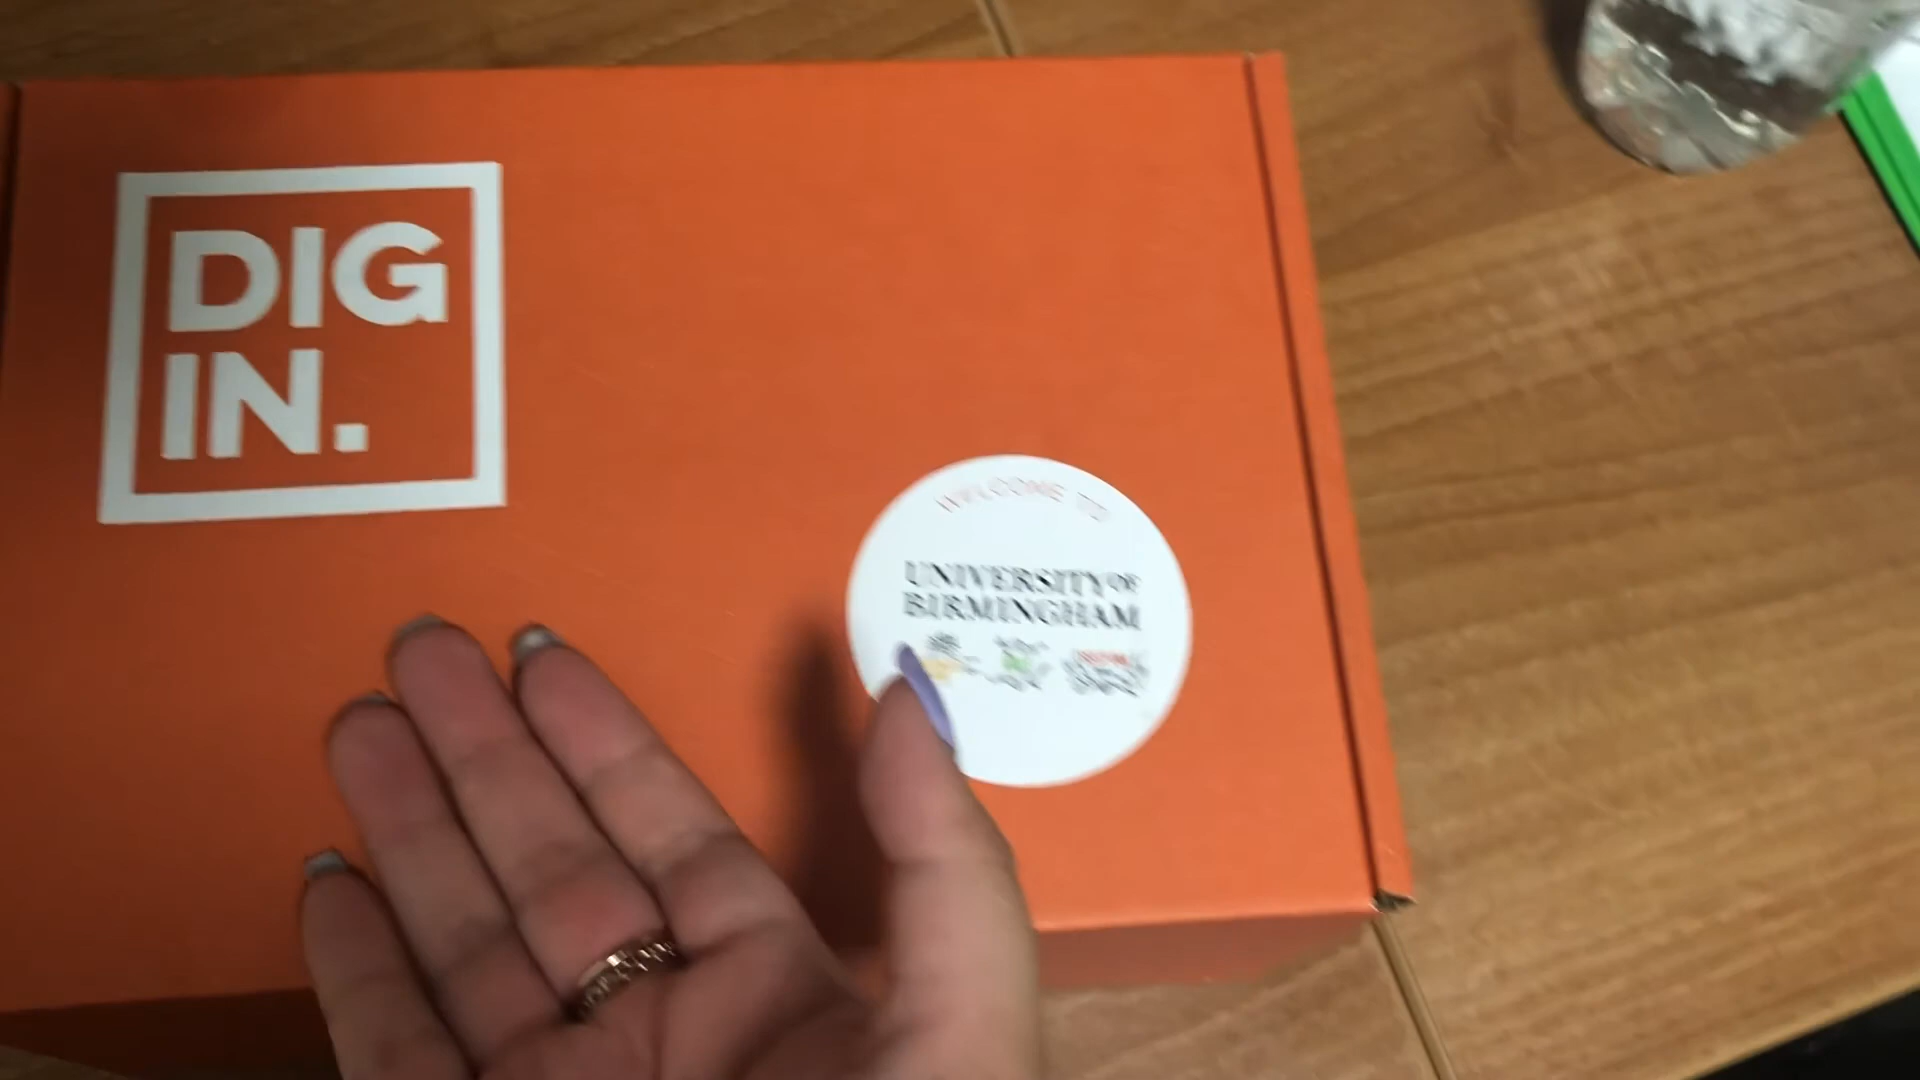 DIG
IN.
WELCOME TO
UNIVERSITY OF
BIRMINGHAM